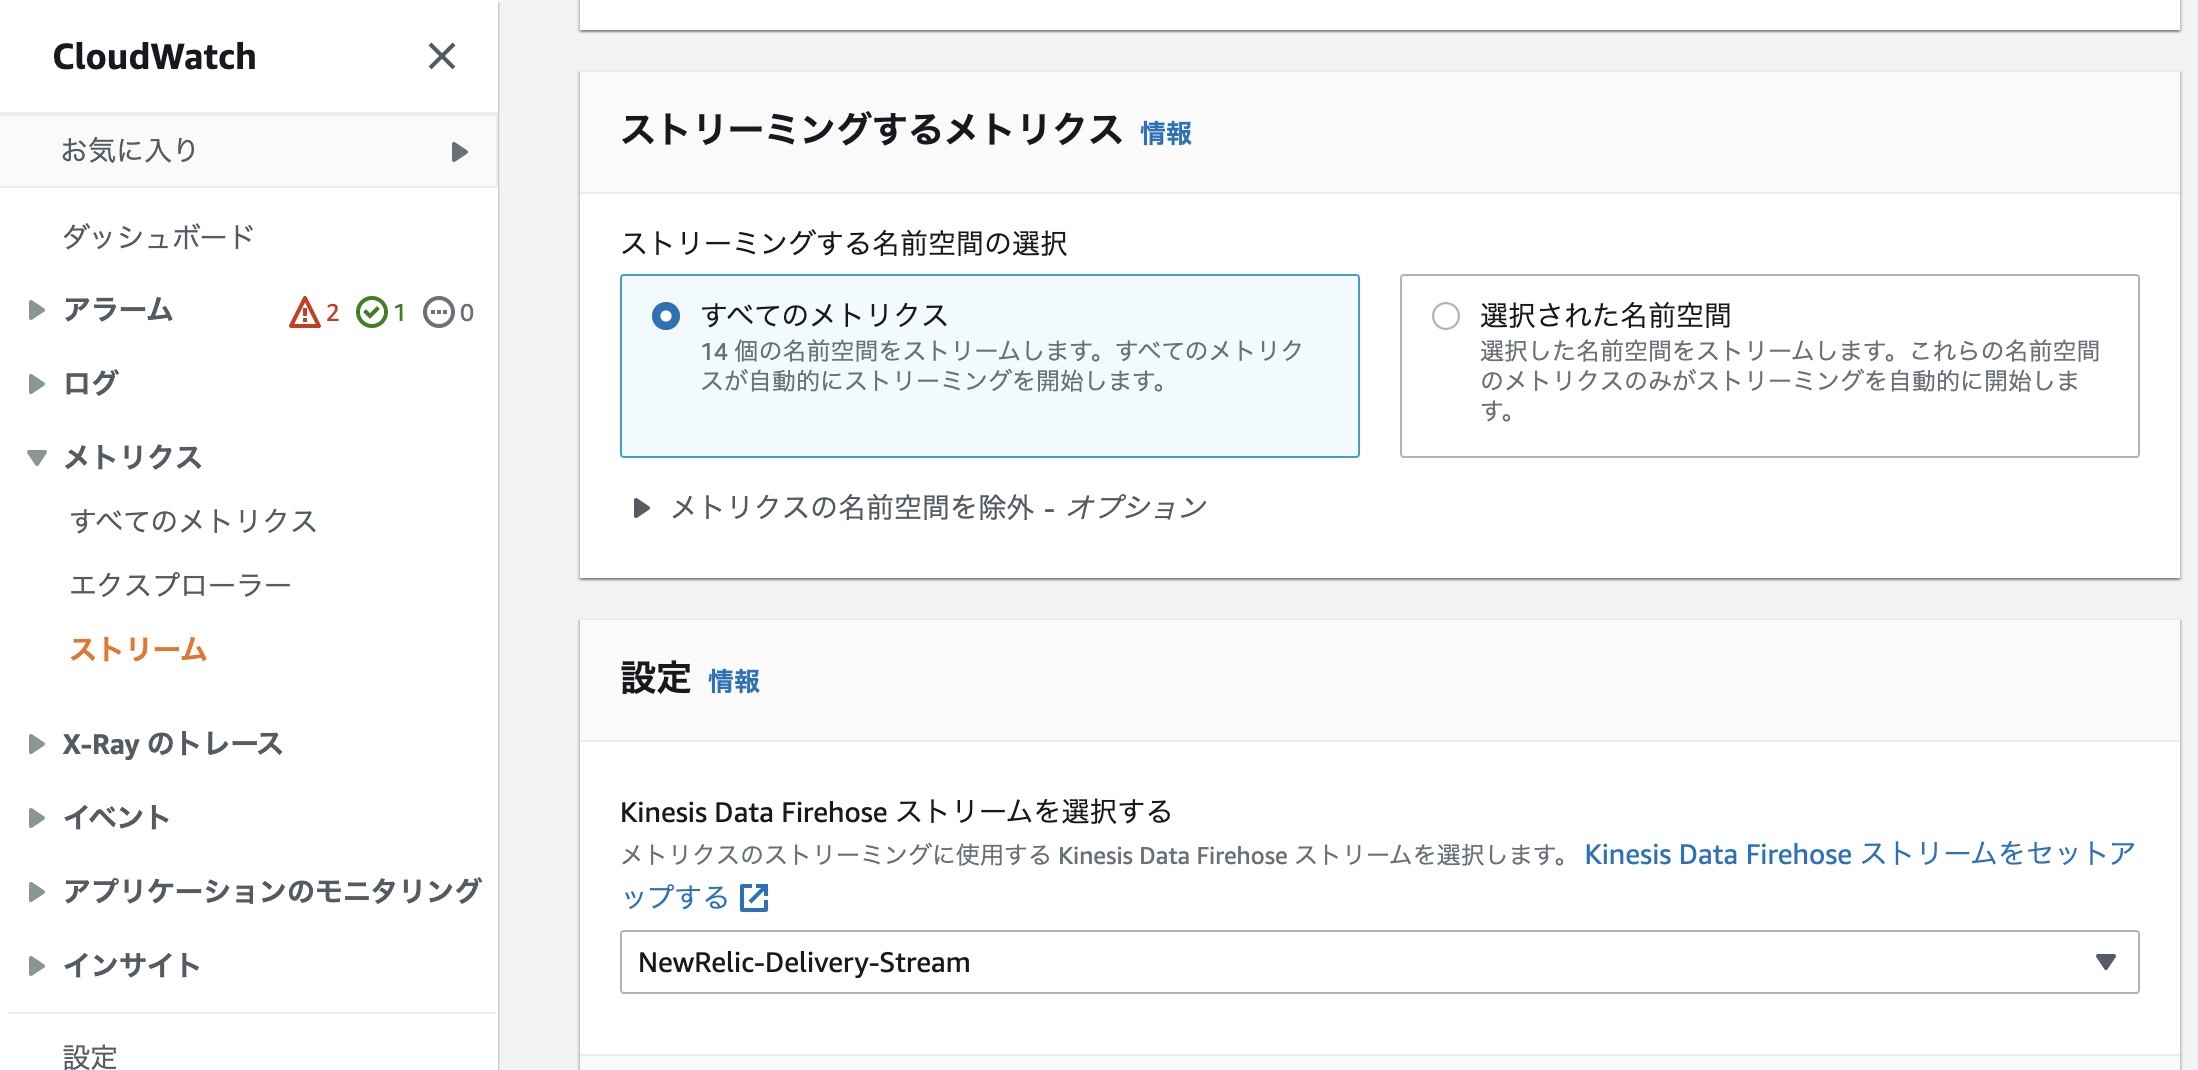 CloudWatch
お気に入り
ダッシュボード
アラーム 2 1 0
ログ
メトリクス
すべてのメトリクス
エクスプローラー
ストリーム
X-Ray のトレース
イベント
アプリケーションのモニタリング
インサイト
設定
ストリーミングするメトリクス 情報
ストリーミングする名前空間の選択
すべてのメトリクス
14 個の名前空間をストリームします。すべてのメトリク
スが自動的にストリーミングを開始します。
選択された名前空間
選択した名前空間をストリームします。これらの名前空間
のメトリクスのみがストリーミングを自動的に開始しま
す。
メトリクスの名前空間を除外 - オプション
設定 情報
Kinesis Data Firehose ストリームを選択する
メトリクスのストリーミングに使用する Kinesis Data Firehose ストリームを選択します。 Kinesis Data Firehose ストリームをセットア
ップする
NewRelic-Delivery-Stream